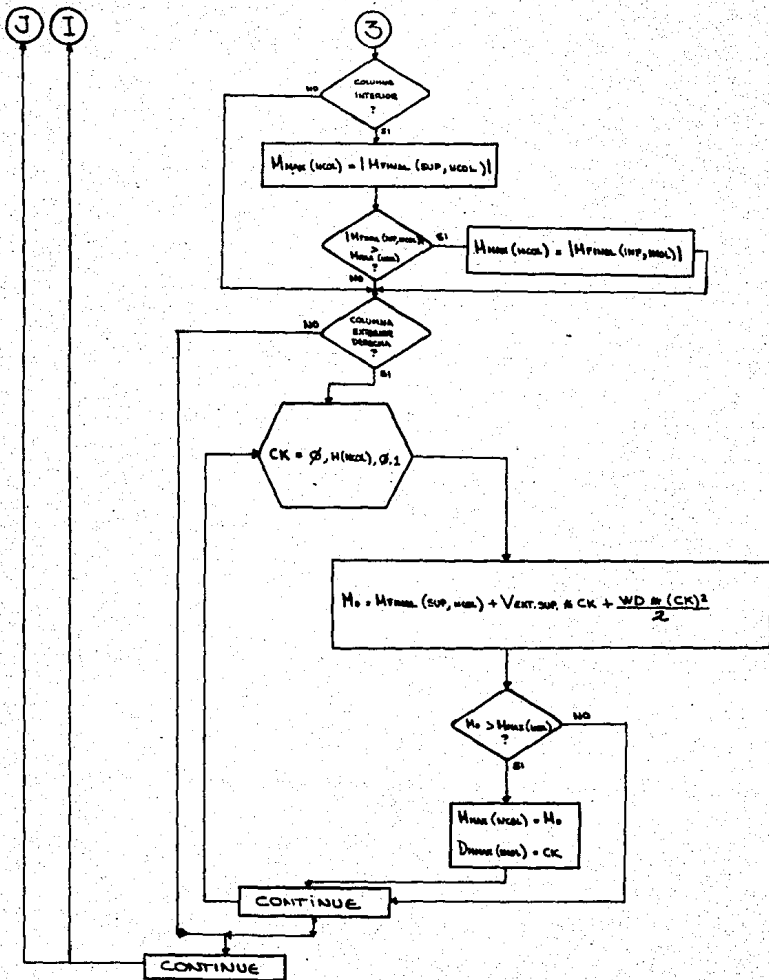 J I 3
COLUMNA
INTERIOR
?
NO
SI
MMAX (NCOL) = |MFINAL (SUP, NCOL)|
|MFINAL (INF, NCOL)|
>
MMAX (NCOL)
?
SI
NO
MMAX (NCOL) = |MFINAL (INF, NCOL)|
COLUMNA
EXTERIOR
DERECHA
?
NO
SI
CK = Ø, H(NCOL), Ø.1
Mo = MFINAL (SUP, NCOL) + VEXT. SUP. * CK + WD * (CK)²
2
Mo > MMAX (NCOL)
?
NO
SI
MMAX (NCOL) = Mo
DMAX (NCOL) = CK
CONTINUE
CONTINUE